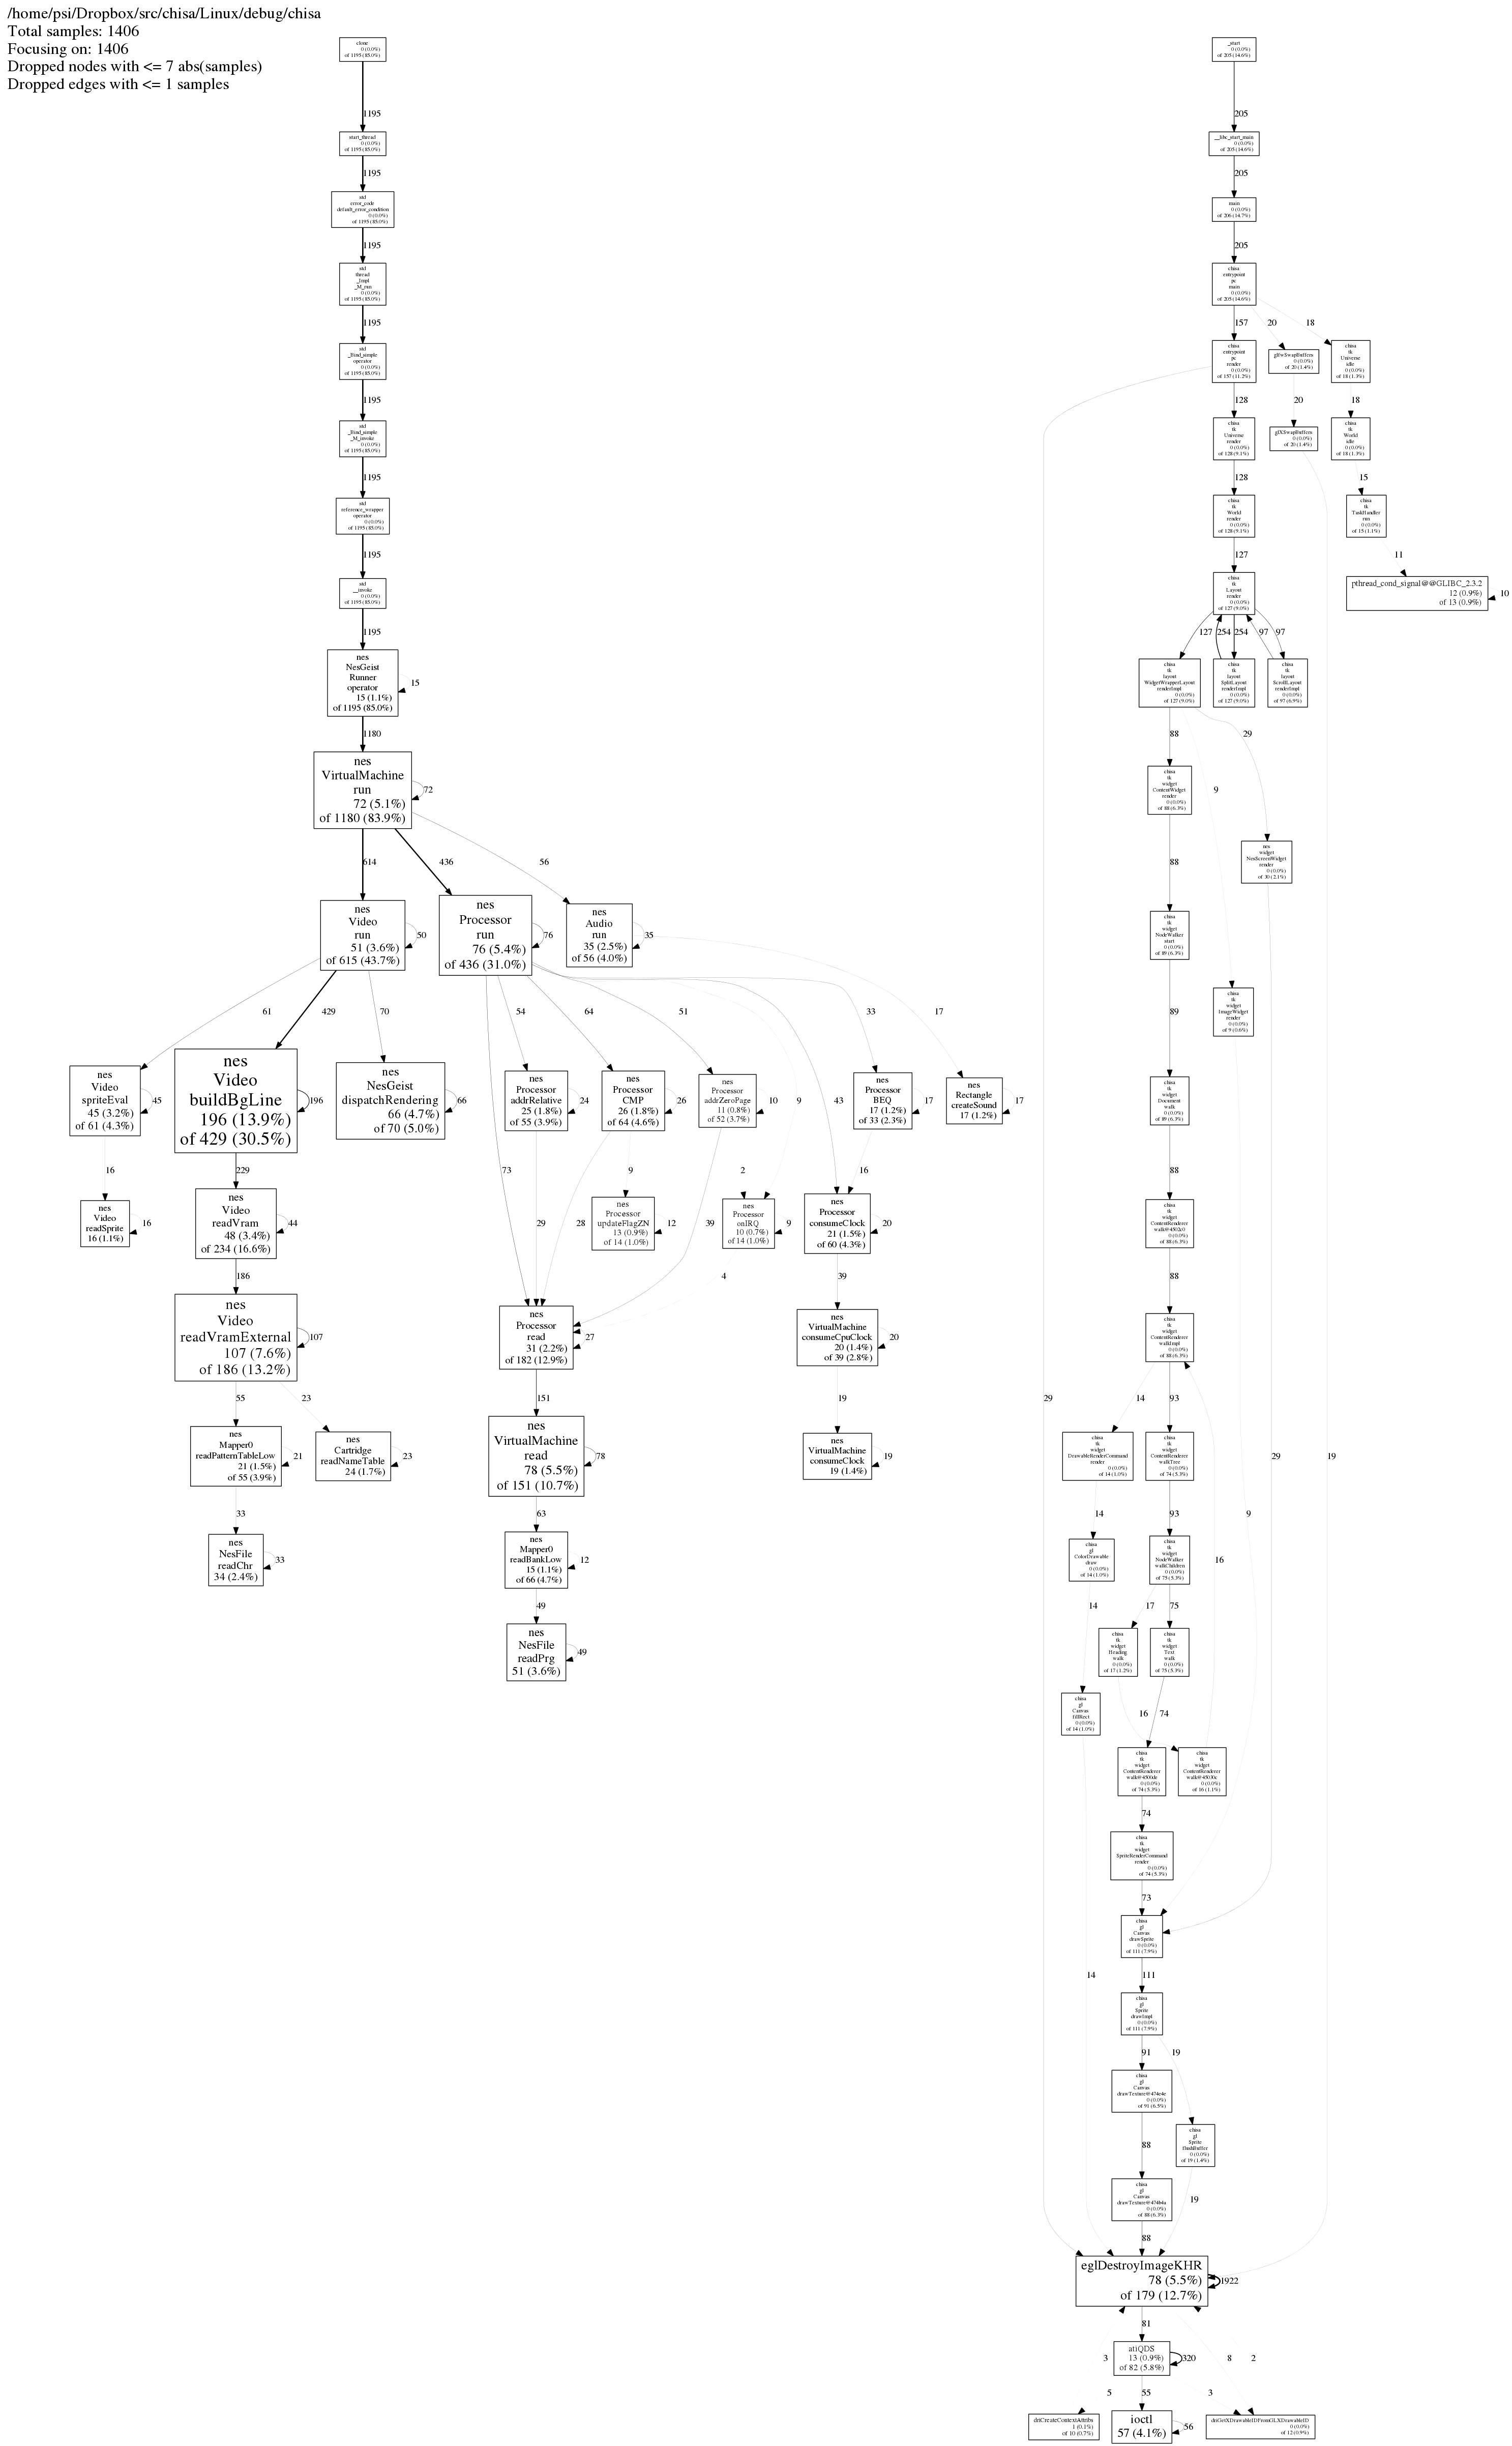 /home/psi/Dropbox/src/chisa/Linux/debug/chisa
Total samples: 1406
Focusing on: 1406
Dropped nodes with <= 7 abs(samples)
Dropped edges with <= 1 samples
clone
0 (0.0%)
of 1195 (85.0%)
1195
start_thread
0 (0.0%)
of 1195 (85.0%)
1195
std
error_code
default_error_condition
0 (0.0%)
of 1195 (85.0%)
1195
std
thread
_Impl
_M_run
0 (0.0%)
of 1195 (85.0%)
1195
std
_Bind_simple
operator
0 (0.0%)
of 1195 (85.0%)
1195
std
_Bind_simple
_M_invoke
0 (0.0%)
of 1195 (85.0%)
1195
std
reference_wrapper
operator
0 (0.0%)
of 1195 (85.0%)
1195
std
__invoke
0 (0.0%)
of 1195 (85.0%)
1195
nes
NesGeist
Runner
operator
15 (1.1%)
of 1195 (85.0%)
15
1180
nes
VirtualMachine
run
72 (5.1%)
of 1180 (83.9%)
72
614
436
56
nes
Video
run
51 (3.6%)
of 615 (43.7%)
50
nes
Processor
run
76 (5.4%)
of 436 (31.0%)
76
nes
Audio
run
35 (2.5%)
of 56 (4.0%)
35
61
429
70
54
64
51
33
17
nes
Video
spriteEval
45 (3.2%)
of 61 (4.3%)
45
nes
Video
buildBgLine
196 (13.9%)
of 429 (30.5%)
196
nes
NesGeist
dispatchRendering
66 (4.7%)
of 70 (5.0%)
66
nes
Processor
addrRelative
25 (1.8%)
of 55 (3.9%)
24
nes
Processor
CMP
26 (1.8%)
of 64 (4.6%)
26
nes
Processor
addrZeroPage
11 (0.8%)
of 52 (3.7%)
10
9
43
nes
Processor
BEQ
17 (1.2%)
of 33 (2.3%)
17
nes
Rectangle
createSound
17 (1.2%)
17
16
229
73
29
28
9
39
2
16
nes
Video
readSprite
16 (1.1%)
16
nes
Video
readVram
48 (3.4%)
of 234 (16.6%)
44
nes
Processor
updateFlagZN
13 (0.9%)
of 14 (1.0%)
12
nes
Processor
onIRQ
10 (0.7%)
of 14 (1.0%)
9
nes
Processor
consumeClock
21 (1.5%)
of 60 (4.3%)
20
186
4
39
nes
Video
readVramExternal
107 (7.6%)
of 186 (13.2%)
107
nes
Processor
read
31 (2.2%)
of 182 (12.9%)
27
nes
VirtualMachine
consumeCpuClock
20 (1.4%)
of 39 (2.8%)
20
55
23
151
19
nes
Mapper0
readPatternTableLow
21 (1.5%)
of 55 (3.9%)
21
nes
Cartridge
readNameTable
24 (1.7%)
23
nes
VirtualMachine
read
78 (5.5%)
of 151 (10.7%)
78
nes
VirtualMachine
consumeClock
19 (1.4%)
19
33
63
nes
NesFile
readChr
34 (2.4%)
33
nes
Mapper0
readBankLow
15 (1.1%)
of 66 (4.7%)
12
49
nes
NesFile
readPrg
51 (3.6%)
49
_start
0 (0.0%)
of 205 (14.6%)
205
__libc_start_main
0 (0.0%)
of 205 (14.6%)
205
main
0 (0.0%)
of 206 (14.7%)
205
chisa
entrypoint
pc
main
0 (0.0%)
of 205 (14.6%)
157
20
18
chisa
entrypoint
pc
render
0 (0.0%)
of 157 (11.2%)
glfwSwapBuffers
0 (0.0%)
of 20 (1.4%)
chisa
tk
Universe
idle
0 (0.0%)
of 18 (1.3%)
128
20
18
chisa
tk
Universe
render
0 (0.0%)
of 128 (9.1%)
glXSwapBuffers
0 (0.0%)
of 20 (1.4%)
chisa
tk
World
idle
0 (0.0%)
of 18 (1.3%)
128
15
chisa
tk
World
render
0 (0.0%)
of 128 (9.1%)
chisa
tk
TaskHandler
run
0 (0.0%)
of 15 (1.1%)
127
11
chisa
tk
Layout
render
0 (0.0%)
of 127 (9.0%)
pthread_cond_signal@@GLIBC_2.3.2
12 (0.9%)
of 13 (0.9%)
10
127
254
254
97
97
chisa
tk
layout
WidgetWrapperLayout
renderImpl
0 (0.0%)
of 127 (9.0%)
chisa
tk
layout
SplitLayout
renderImpl
0 (0.0%)
of 127 (9.0%)
chisa
tk
layout
ScrollLayout
renderImpl
0 (0.0%)
of 97 (6.9%)
88
9
29
chisa
tk
widget
ContentWidget
render
0 (0.0%)
of 88 (6.3%)
nes
widget
NesScreenWidget
render
0 (0.0%)
of 30 (2.1%)
88
chisa
tk
widget
NodeWalker
start
0 (0.0%)
of 89 (6.3%)
chisa
tk
widget
ImageWidget
render
0 (0.0%)
of 9 (0.6%)
89
chisa
tk
widget
Document
walk
0 (0.0%)
of 89 (6.3%)
88
chisa
tk
widget
ContentRenderer
0 (0.0%)
of 88 (6.3%)
88
chisa
tk
widget
ContentRenderer
walkImpl
0 (0.0%)
of 88 (6.3%)
14
93
29
29
19
chisa
tk
widget
DrawableRenderCommand
render
0 (0.0%)
of 14 (1.0%)
chisa
tk
widget
ContentRenderer
walkTree
0 (0.0%)
of 74 (5.3%)
14
93
9
16
chisa
gl
ColorDrawable
draw
0 (0.0%)
of 14 (1.0%)
chisa
tk
widget
NodeWalker
walkChildren
0 (0.0%)
of 75 (5.3%)
14
17
75
chisa
tk
widget
Heading
walk
0 (0.0%)
of 17 (1.2%)
chisa
tk
widget
Text
walk
0 (0.0%)
of 75 (5.3%)
chisa
gl
Canvas
fillRect
0 (0.0%)
of 14 (1.0%)
16
74
chisa
tk
widget
ContentRenderer
0 (0.0%)
of 74 (5.3%)
chisa
tk
widget
ContentRenderer
0 (0.0%)
of 16 (1.1%)
74
chisa
tk
widget
SpriteRenderCommand
render
0 (0.0%)
of 74 (5.3%)
73
chisa
gl
Canvas
drawSprite
0 (0.0%)
of 111 (7.9%)
14
111
chisa
gl
Sprite
drawImpl
0 (0.0%)
of 111 (7.9%)
91
19
chisa
gl
Canvas
0 (0.0%)
of 91 (6.5%)
chisa
gl
Sprite
flushBuffer
0 (0.0%)
of 19 (1.4%)
88
19
chisa
gl
Canvas
0 (0.0%)
of 88 (6.3%)
88
eglDestroyImageKHR
78 (5.5%)
of 179 (12.7%)
1922
81
atiQDS
13 (0.9%)
of 82 (5.8%)
320
3
8
2
5
55
3
driCreateContextAttribs
1 (0.1%)
of 10 (0.7%)
ioctl
57 (4.1%)
56
driGetXDrawableIDFromGLXDrawableID
0 (0.0%)
of 12 (0.9%)